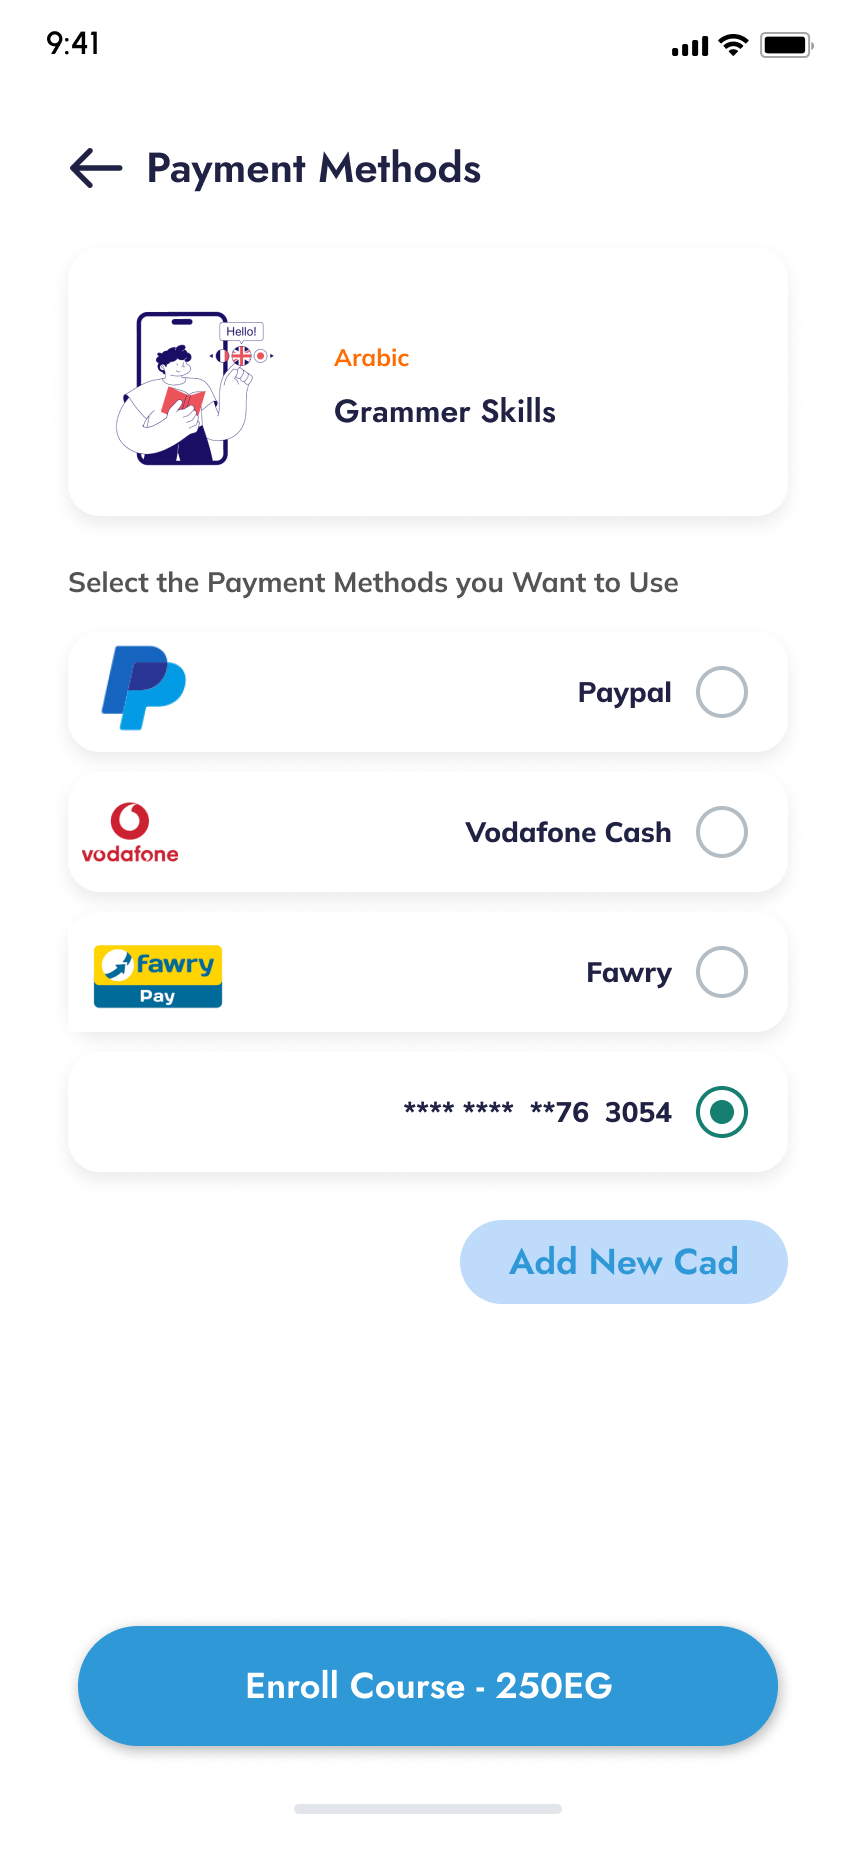 9:41
Payment Methods
Hello!
Arabic
Grammer Skills
Select the Payment Methods you Want to Use
Paypal
vodafone
Vodafone Cash
fawry
Pay
Fawry
**** **** **76 3054
Add New Cad
Enroll Course - 250EG